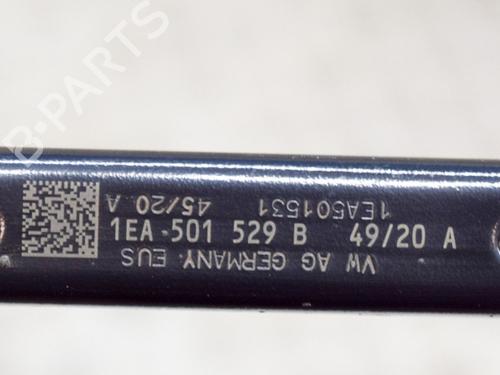 B-PARTS
45/20 A
1EA501531
1EA-501 529 B 49/20 A
VW AG GERMANY EUS